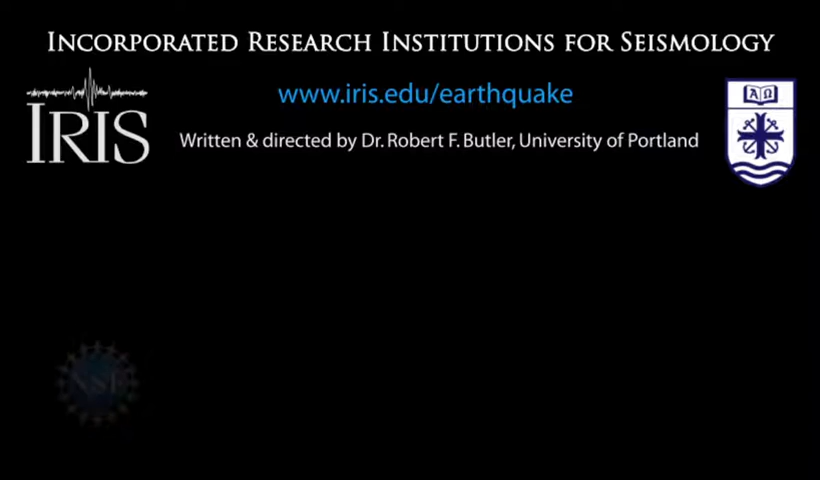 INCORPORATED RESEARCH INSTITUTIONS FOR SEISMOLOGY
www.iris.edu/earthquake
IRIS
Written & directed by Dr. Robert F. Butler, University of Portland
Α Ω
NSF